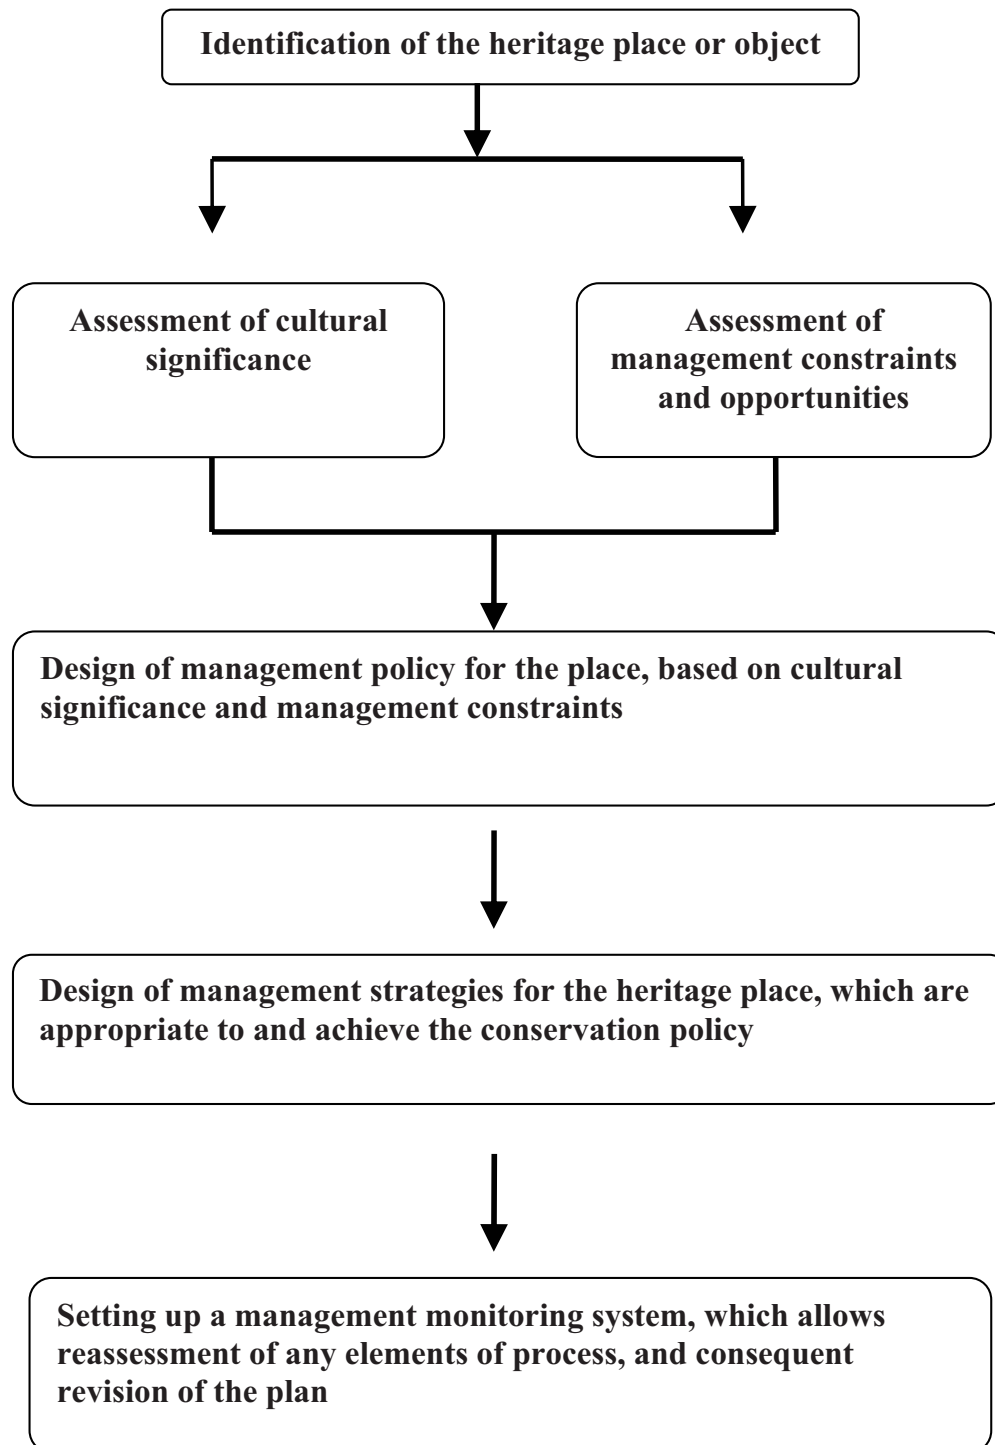 Identification of the heritage place or object
Assessment of cultural
significance
Assessment of
management constraints
and opportunities
Design of management policy for the place, based on cultural
significance and management constraints
Design of management strategies for the heritage place, which are
appropriate to and achieve the conservation policy
Setting up a management monitoring system, which allows
reassessment of any elements of process, and consequent
revision of the plan